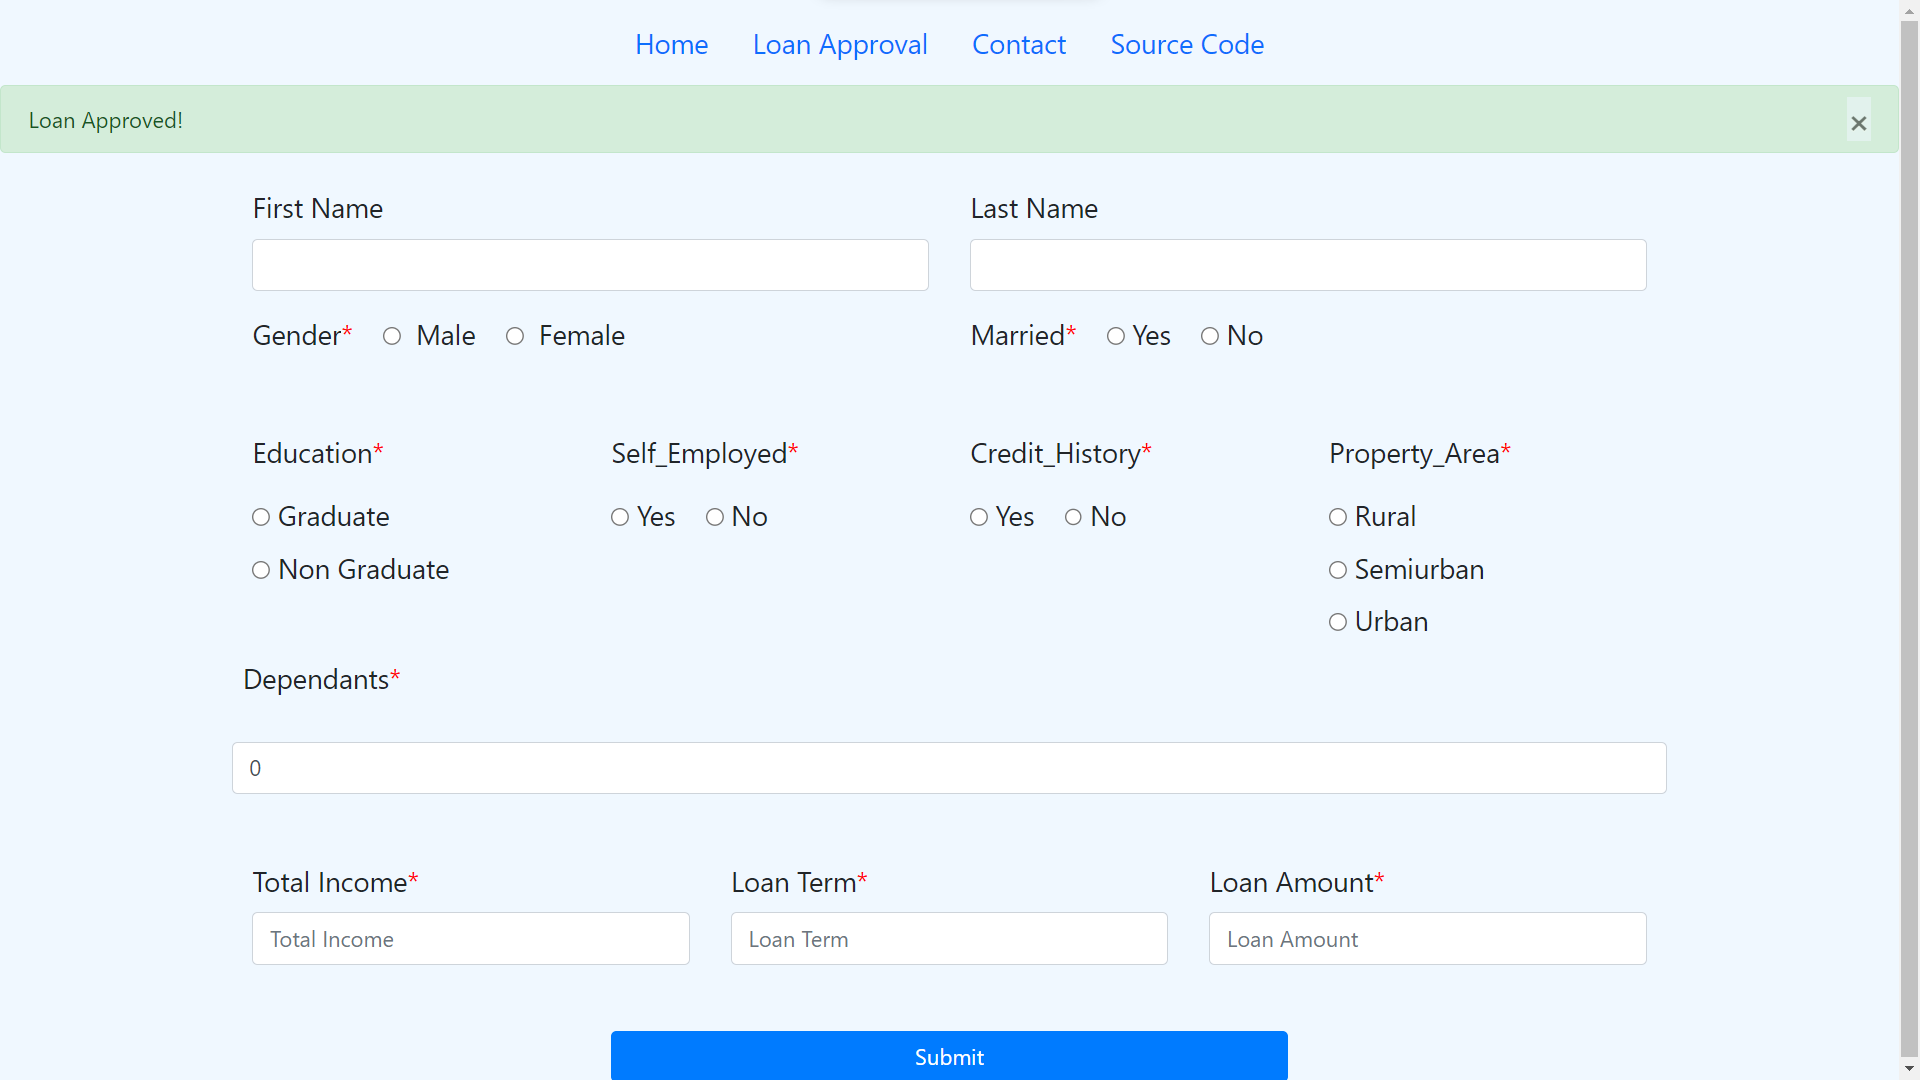 Home Loan Approval Contact Source Code
Loan Approved! ×
First Name Last Name
Gender* Male Female Married* Yes No
Education* Self_Employed* Credit_History* Property_Area*
Graduate Yes No Yes No Rural
Non Graduate Semiurban
Urban
Dependants*
0
Total Income* Loan Term* Loan Amount*
Total Income Loan Term Loan Amount
Submit